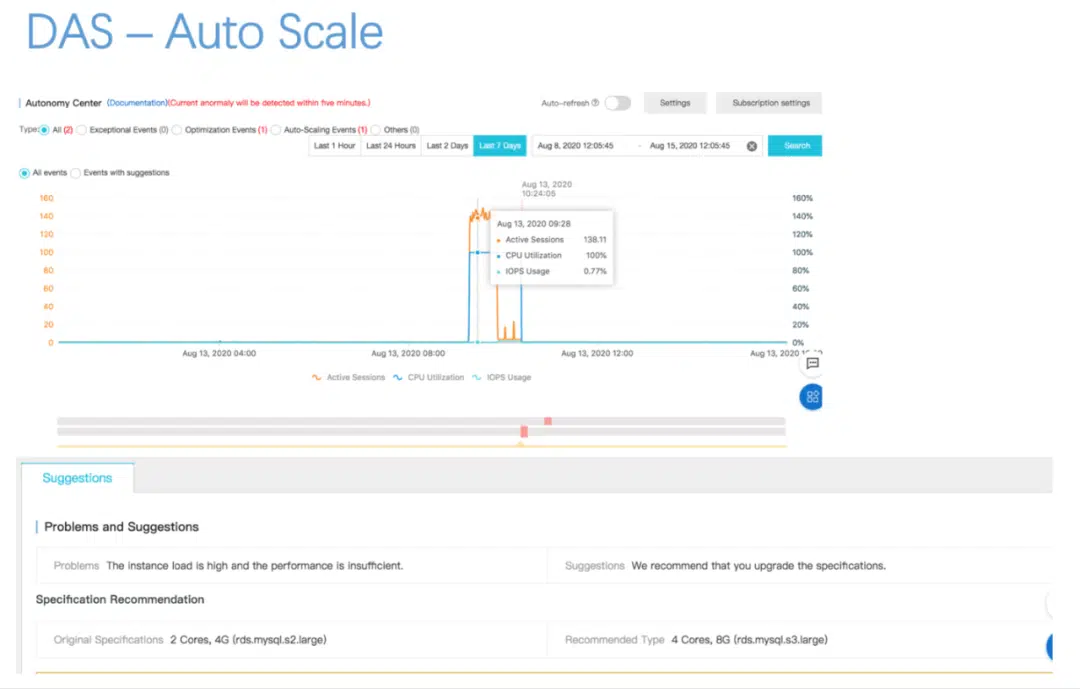 DAS – Auto Scale
Autonomy Center (Documentation)(Current anormaly will be detected within five minutes.)
Auto-refresh Settings Subscription settings
Type: All (2) Exceptional Events (0) Optimization Events (1) Auto-Scaling Events (1) Others (0)
Last 1 Hour Last 24 Hours Last 2 Days Last 7 Days Aug 8, 2020 12:05:45 - Aug 15, 2020 12:05:45 Search
All events Events with suggestions
Aug 13, 2020
10:24:05
160 160%
140 140%
120 120%
100 100%
80 80%
60 60%
40 40%
20 20%
0 0%
Aug 13, 2020 09:28
Active Sessions 138.11
CPU Utilization 100%
IOPS Usage 0.77%
Aug 13, 2020 04:00 Aug 13, 2020 08:00 Aug 13, 2020 12:00 Aug 13, 2020
Active Sessions CPU Utilization IOPS Usage
Suggestions
Problems and Suggestions
Problems The instance load is high and the performance is insufficient. Suggestions We recommend that you upgrade the specifications.
Specification Recommendation
Original Specifications 2 Cores, 4G (rds.mysql.s2.large) Recommended Type 4 Cores, 8G (rds.mysql.s3.large)